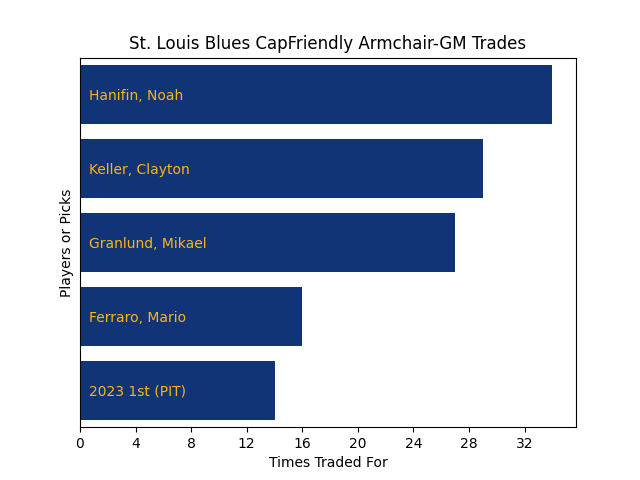 St. Louis Blues CapFriendly Armchair-GM Trades
Players or Picks
Hanifin, Noah
Keller, Clayton
Granlund, Mikael
Ferraro, Mario
2023 1st (PIT)
0 4 8 12 16 20 24 28 32
Times Traded For